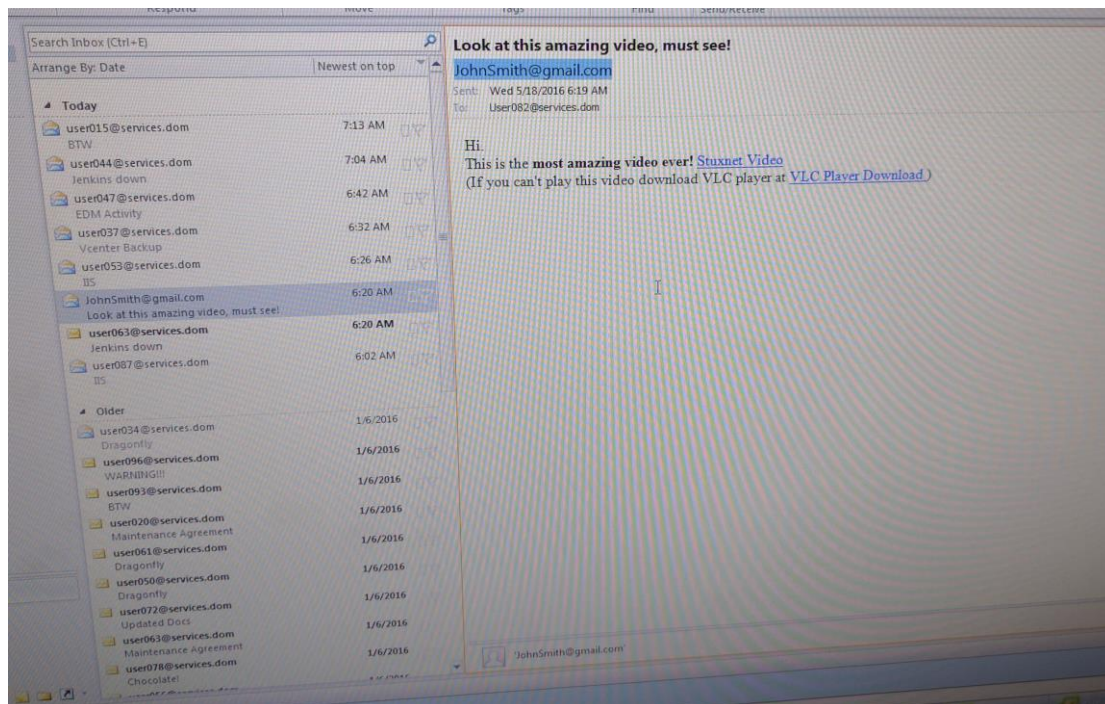 Respond Move Tags Find Send/Receive
Search Inbox (Ctrl+E)
Arrange By: Date Newest on top
Today
user015@services.dom 7:13 AM
BTW
user044@services.dom 7:04 AM
Jenkins down
user047@services.dom 6:42 AM
EDM Activity
user037@services.dom 6:32 AM
Vcenter Backup
user053@services.dom 6:26 AM
IIS
JohnSmith@gmail.com 6:20 AM
Look at this amazing video, must see!
user063@services.dom 6:20 AM
Jenkins down
user087@services.dom 6:02 AM
IIS
Older
user034@services.dom 1/6/2016
Dragonfly
user096@services.dom 1/6/2016
WARNING!!!
user093@services.dom 1/6/2016
BTW
user020@services.dom 1/6/2016
Maintenance Agreement
user061@services.dom 1/6/2016
Dragonfly
user050@services.dom 1/6/2016
Dragonfly
user072@services.dom 1/6/2016
Updated Docs
user063@services.dom 1/6/2016
Maintenance Agreement
user078@services.dom 1/6/2016
Chocolate!
Look at this amazing video, must see!
JohnSmith@gmail.com
Sent: Wed 5/18/2016 6:19 AM
To: User082@services.dom
Hi.
This is the most amazing video ever! Stuxnet Video
(If you can't play this video download VLC player at VLC Player Download )
'JohnSmith@gmail.com'